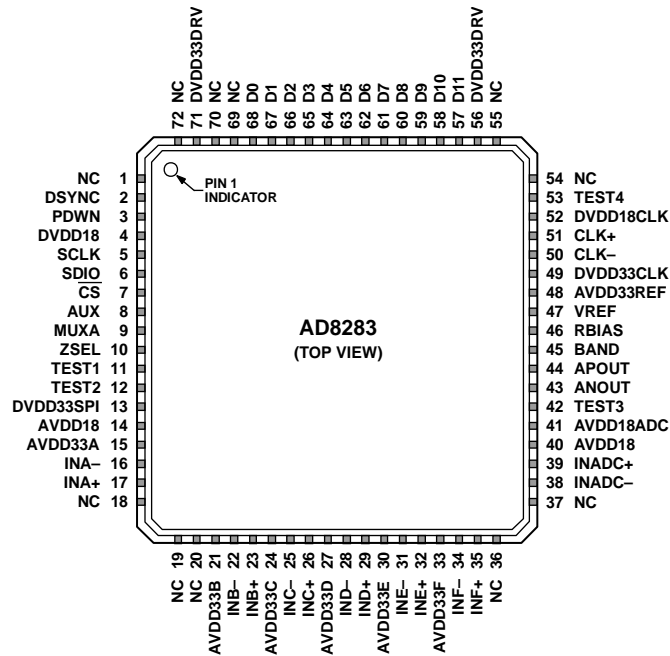 72 NC
71 DVDD33DRV
70 NC
69 NC
68 D0
67 D1
66 D2
65 D3
64 D4
63 D5
62 D6
61 D7
60 D8
59 D9
58 D10
57 D11
56 DVDD33DRV
55 NC
PIN 1
INDICATOR
NC 1
DSYNC 2
PDWN 3
DVDD18 4
SCLK 5
SDIO 6
CS 7
AUX 8
MUXA 9
ZSEL 10
TEST1 11
TEST2 12
DVDD33SPI 13
AVDD18 14
AVDD33A 15
INA– 16
INA+ 17
NC 18
AD8283
(TOP VIEW)
54 NC
53 TEST4
52 DVDD18CLK
51 CLK+
50 CLK–
49 DVDD33CLK
48 AVDD33REF
47 VREF
46 RBIAS
45 BAND
44 APOUT
43 ANOUT
42 TEST3
41 AVDD18ADC
40 AVDD18
39 INADC+
38 INADC–
37 NC
NC 19
NC 20
AVDD33B 21
INB– 22
INB+ 23
AVDD33C 24
INC– 25
INC+ 26
AVDD33D 27
IND– 28
IND+ 29
AVDD33E 30
INE– 31
INE+ 32
AVDD33F 33
INF– 34
INF+ 35
NC 36